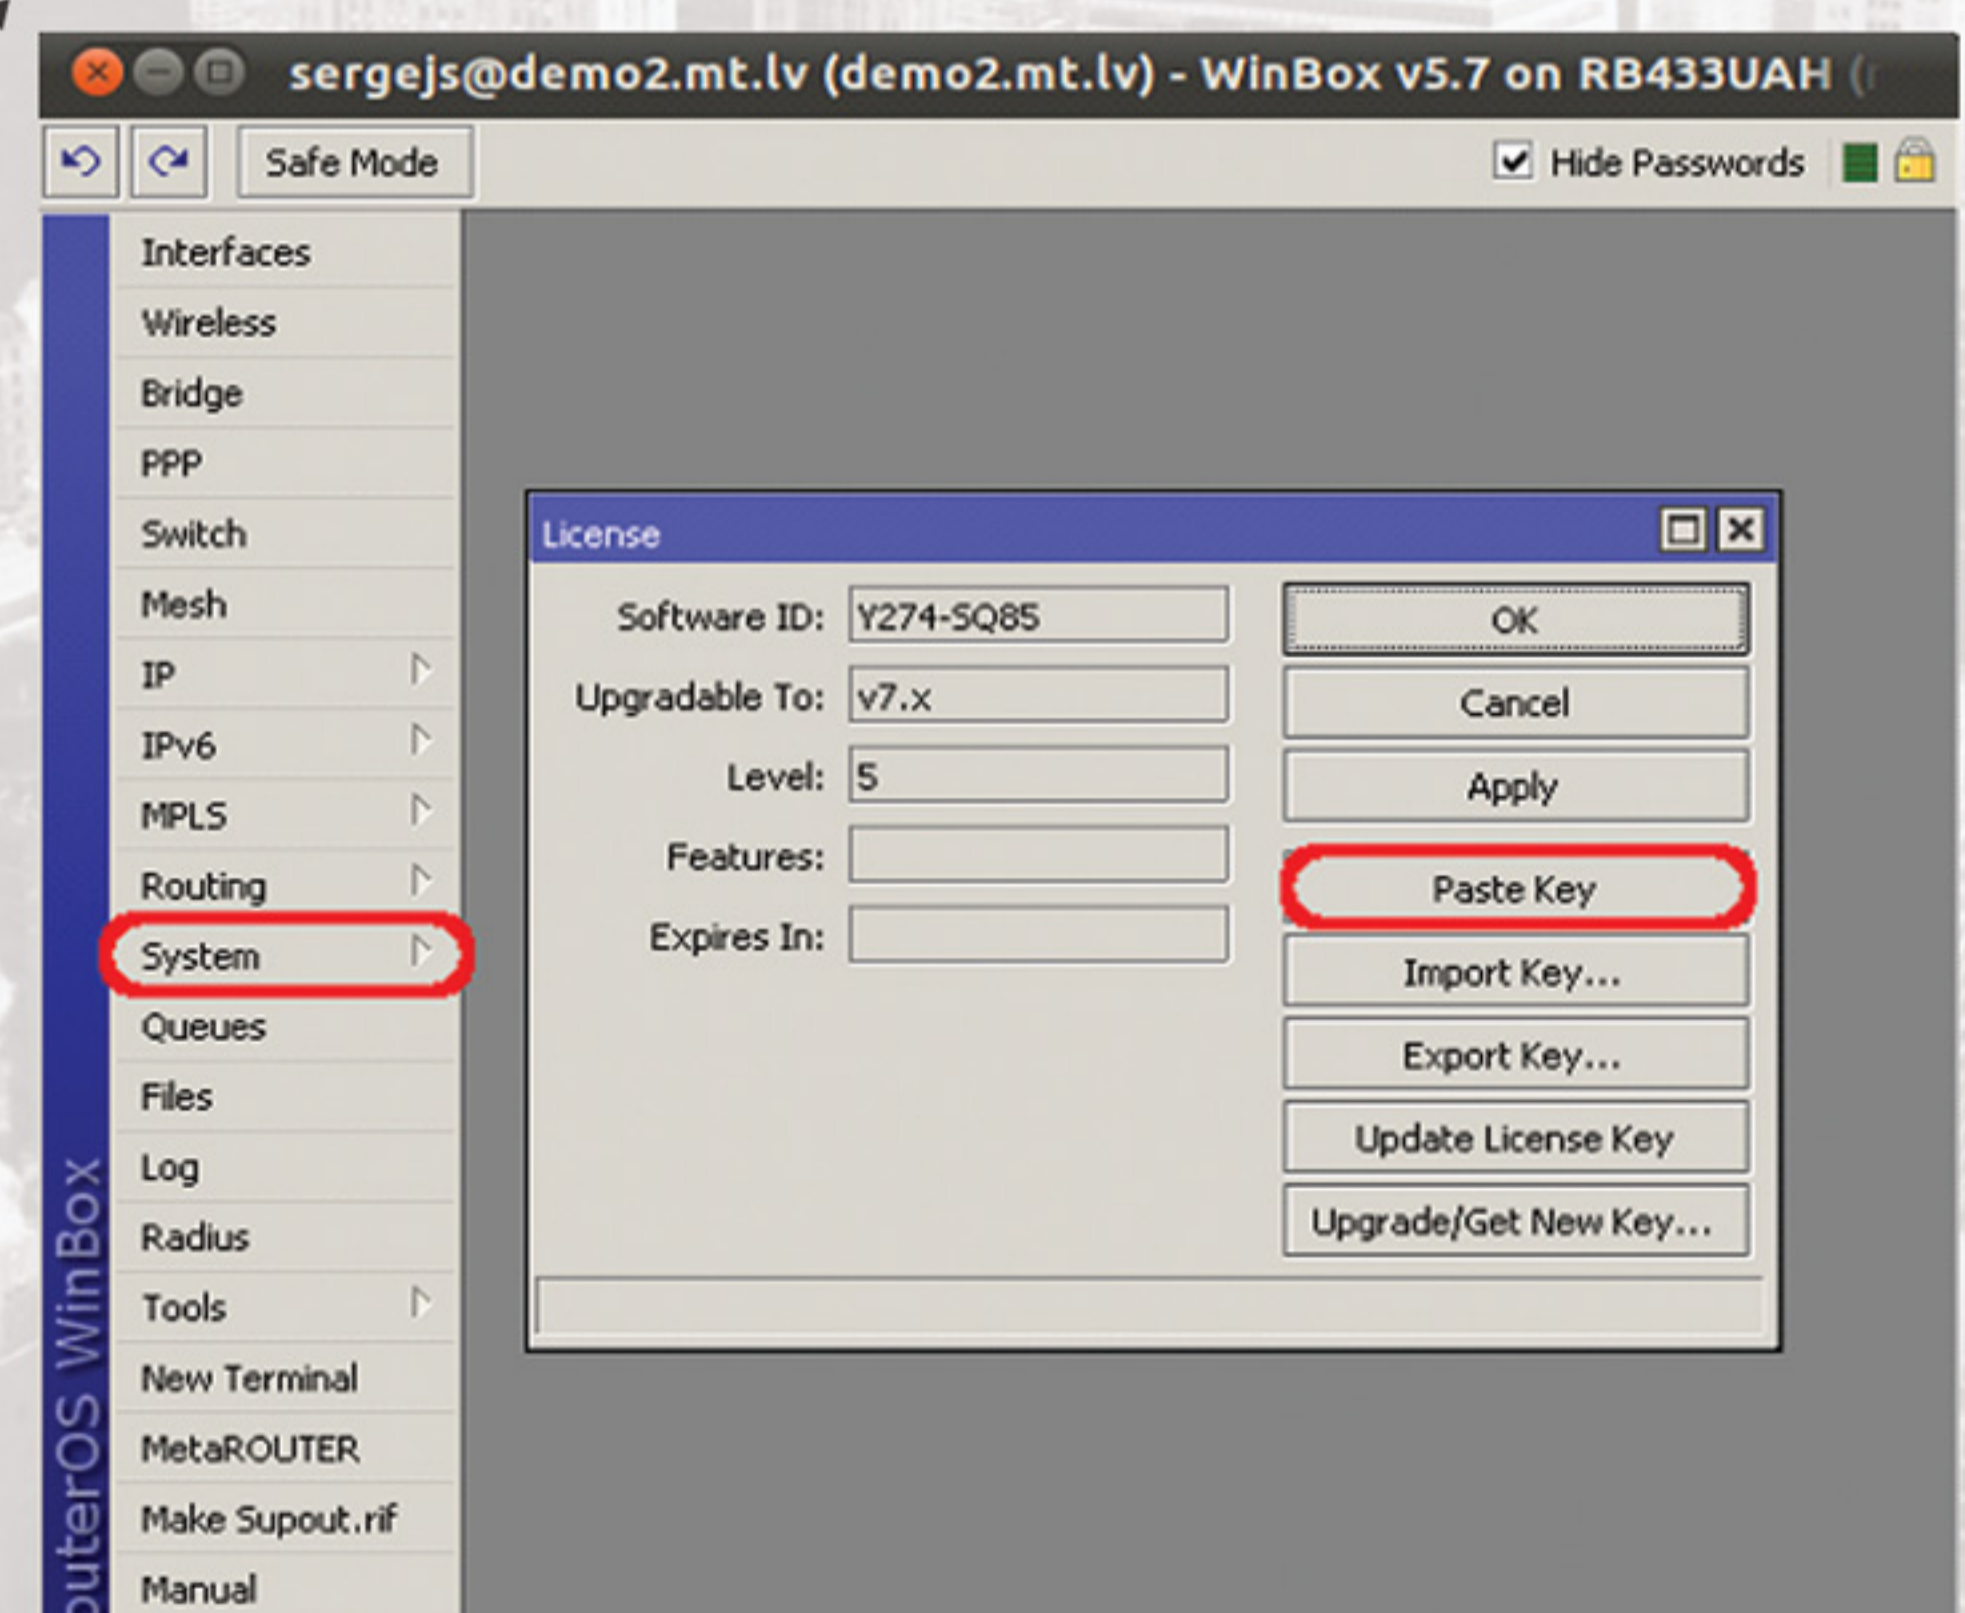 sergejs@demo2.mt.lv (demo2.mt.lv) - WinBox v5.7 on RB433UAH (
Safe Mode
Hide Passwords
Interfaces
Wireless
Bridge
PPP
Switch
Mesh
IP
IPv6
MPLS
Routing
System
Queues
Files
Log
Radius
Tools
New Terminal
MetaROUTER
Make Supout.rif
Manual
outerOS WinBox
License
Software ID: Y274-SQ85
Upgradable To: v7.x
Level: 5
Features:
Expires In:
OK
Cancel
Apply
Paste Key
Import Key...
Export Key...
Update License Key
Upgrade/Get New Key...